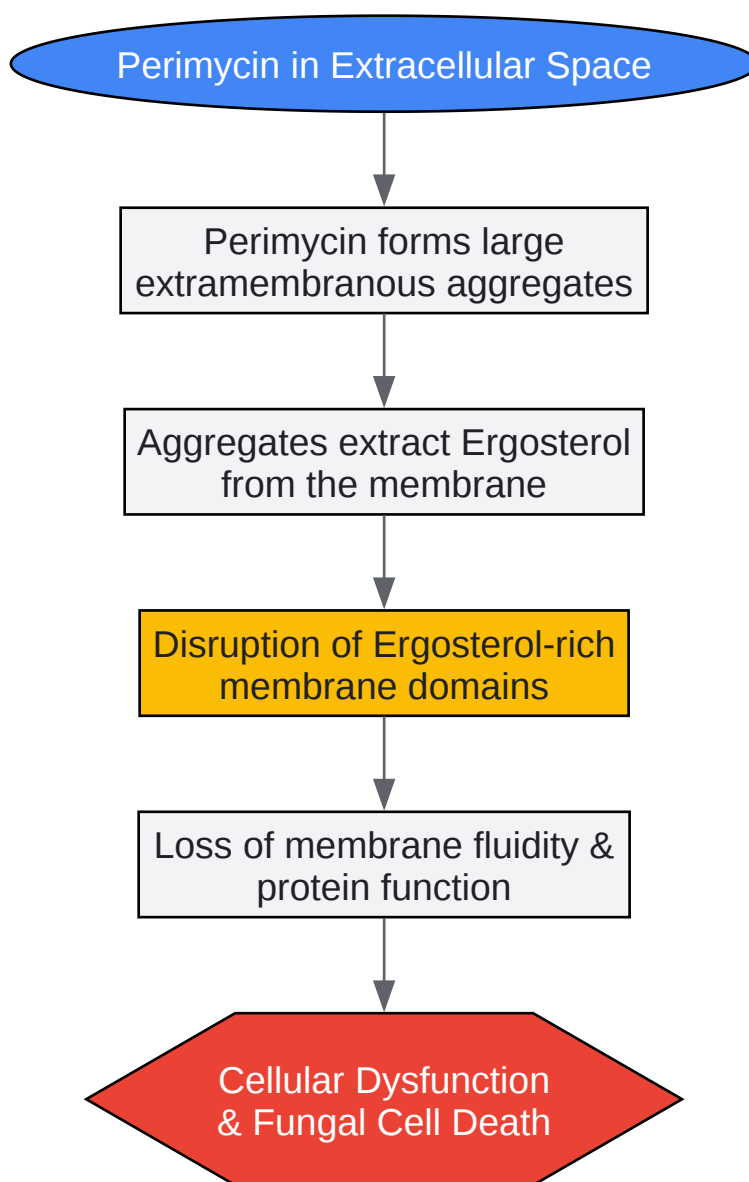 Perimycin in Extracellular Space
Perimycin forms large
extramembranous aggregates
Aggregates extract Ergosterol
from the membrane
Disruption of Ergosterol-rich
membrane domains
Loss of membrane fluidity &
protein function
Cellular Dysfunction
& Fungal Cell Death